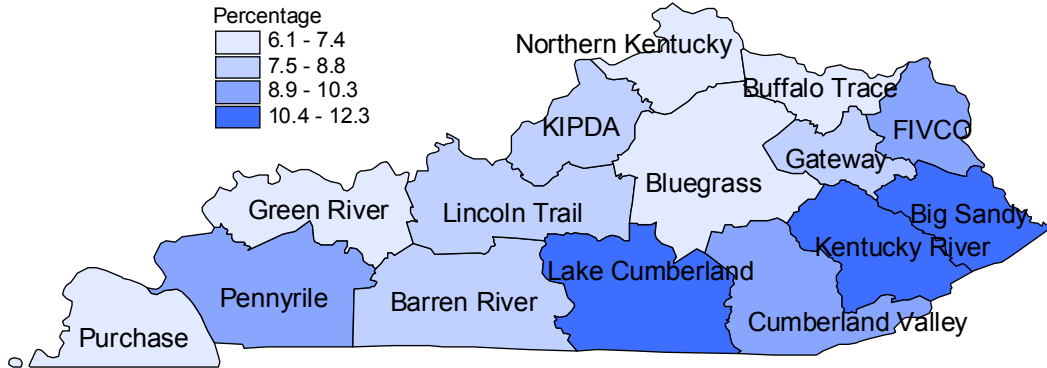 Percentage
6.1 - 7.4
7.5 - 8.8
8.9 - 10.3
10.4 - 12.3
Northern Kentucky
Buffalo Trace
KIPDA
FIVCO
Gateway
Bluegrass
Green River
Lincoln Trail
Big Sandy
Kentucky River
Lake Cumberland
Pennyrile
Barren River
Cumberland Valley
Purchase